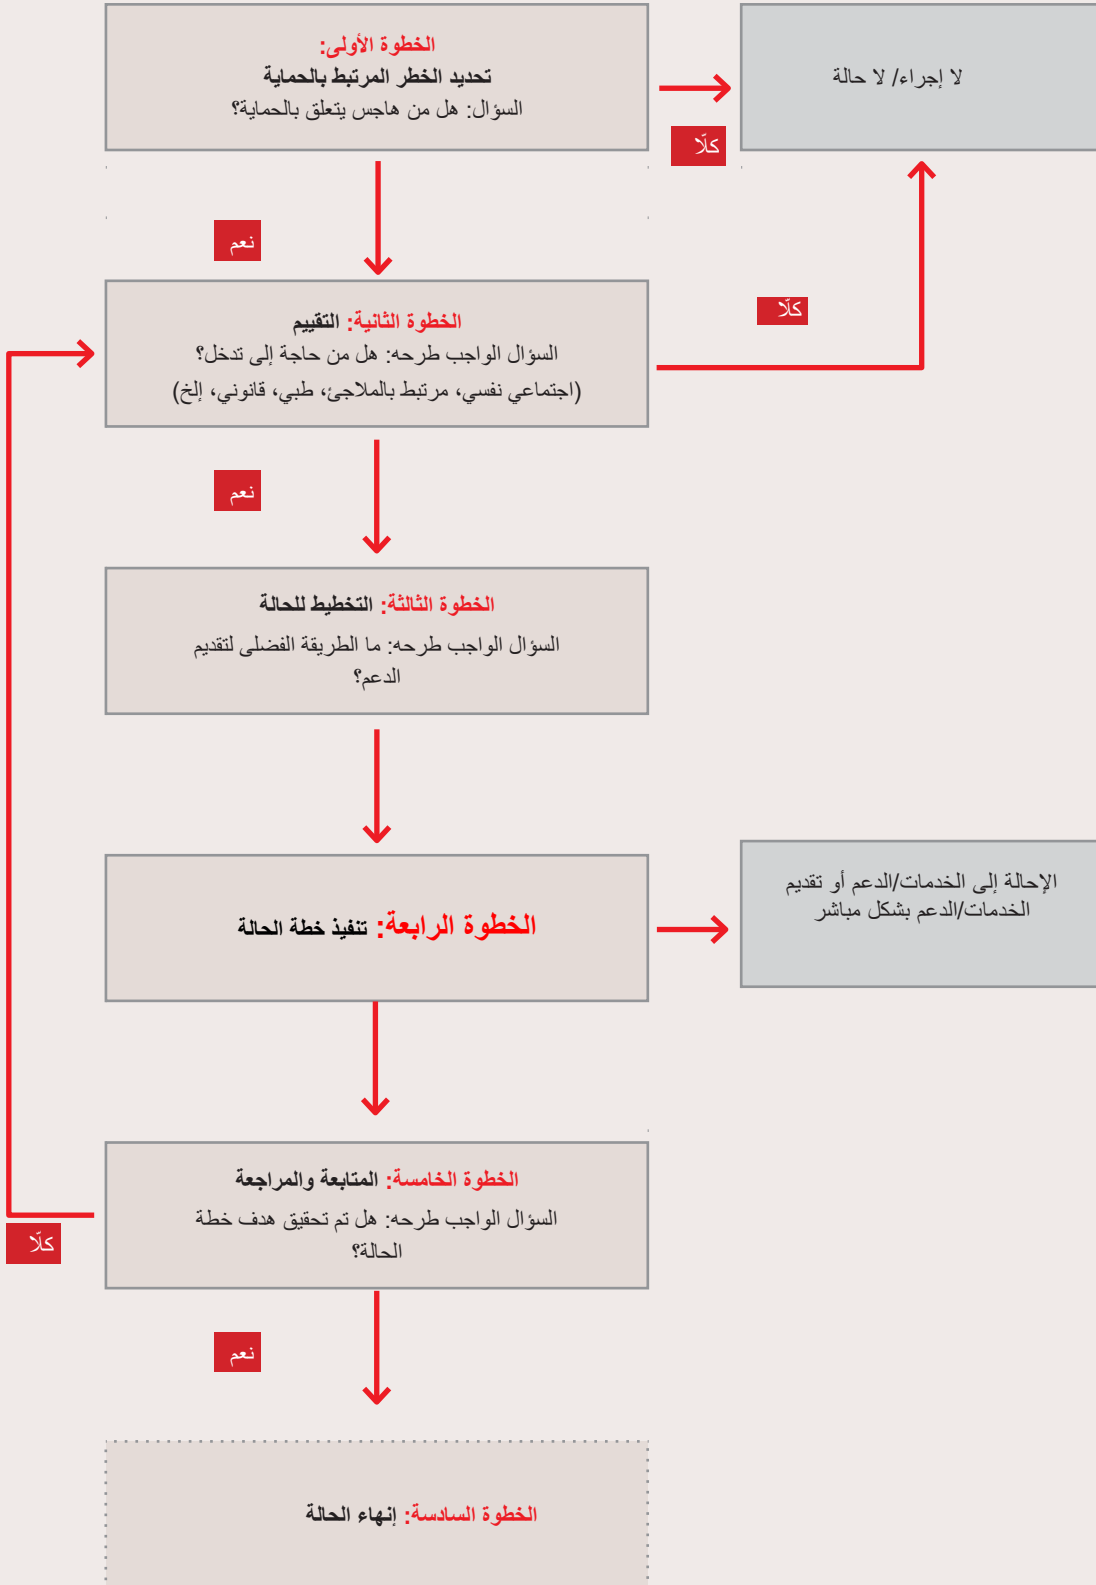 الخطوة الأولى:
تحديد الخطر المرتبط بالحماية
السؤال: هل من هاجس يتعلق بالحماية؟
لا إجراء/ لا حالة
كلّا
نعم
الخطوة الثانية: التقييم
السؤال الواجب طرحه: هل من حاجة إلى تدخل؟
(اجتماعي نفسي، مرتبط بالملاجئ، طبي، قانوني، إلخ)
كلّا
نعم
الخطوة الثالثة: التخطيط للحالة
السؤال الواجب طرحه: ما الطريقة الفضلى لتقديم
الدعم؟
الخطوة الرابعة: تنفيذ خطة الحالة
الإحالة إلى الخدمات/الدعم أو تقديم
الخدمات/الدعم بشكل مباشر
الخطوة الخامسة: المتابعة والمراجعة
السؤال الواجب طرحه: هل تم تحقيق هدف خطة
الحالة؟
كلّا
نعم
الخطوة السادسة: إنهاء الحالة